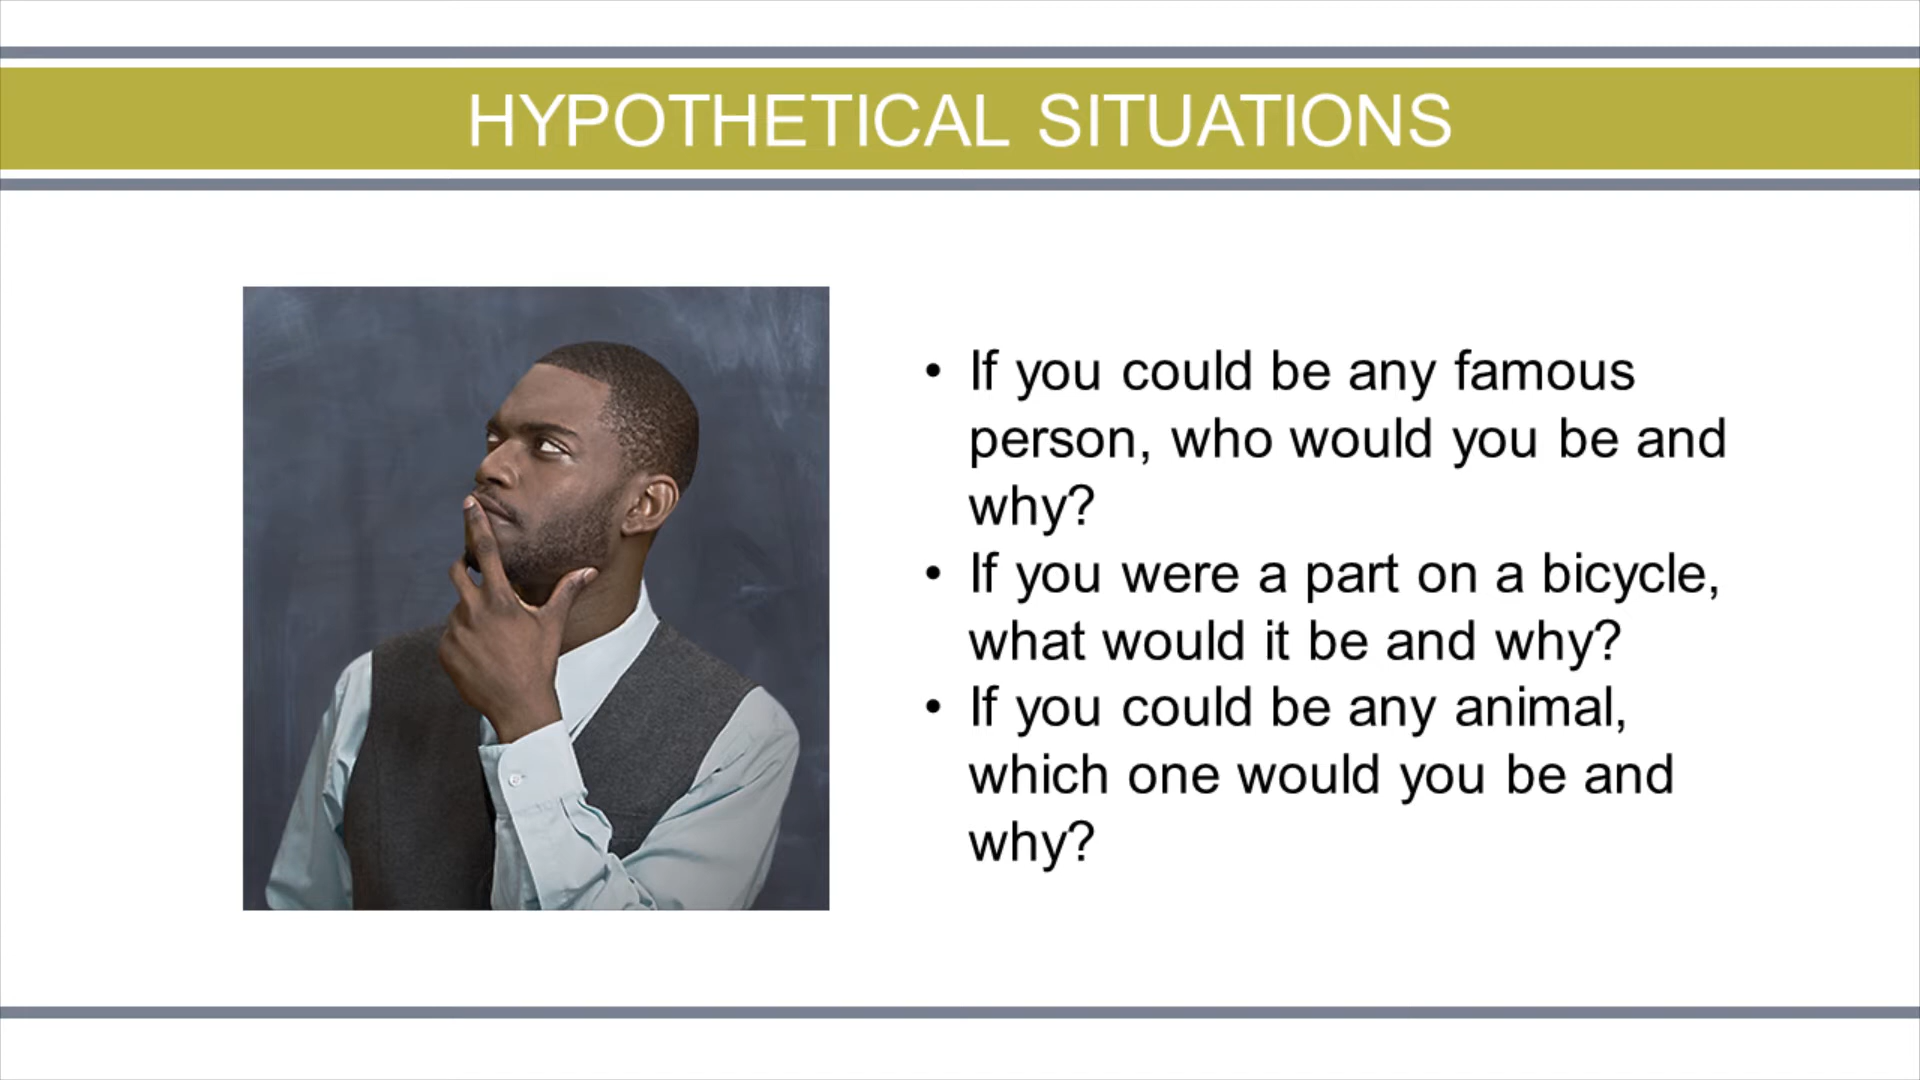 HYPOTHETICAL SITUATIONS
• If you could be any famous
person, who would you be and
why?
• If you were a part on a bicycle,
what would it be and why?
• If you could be any animal,
which one would you be and
why?